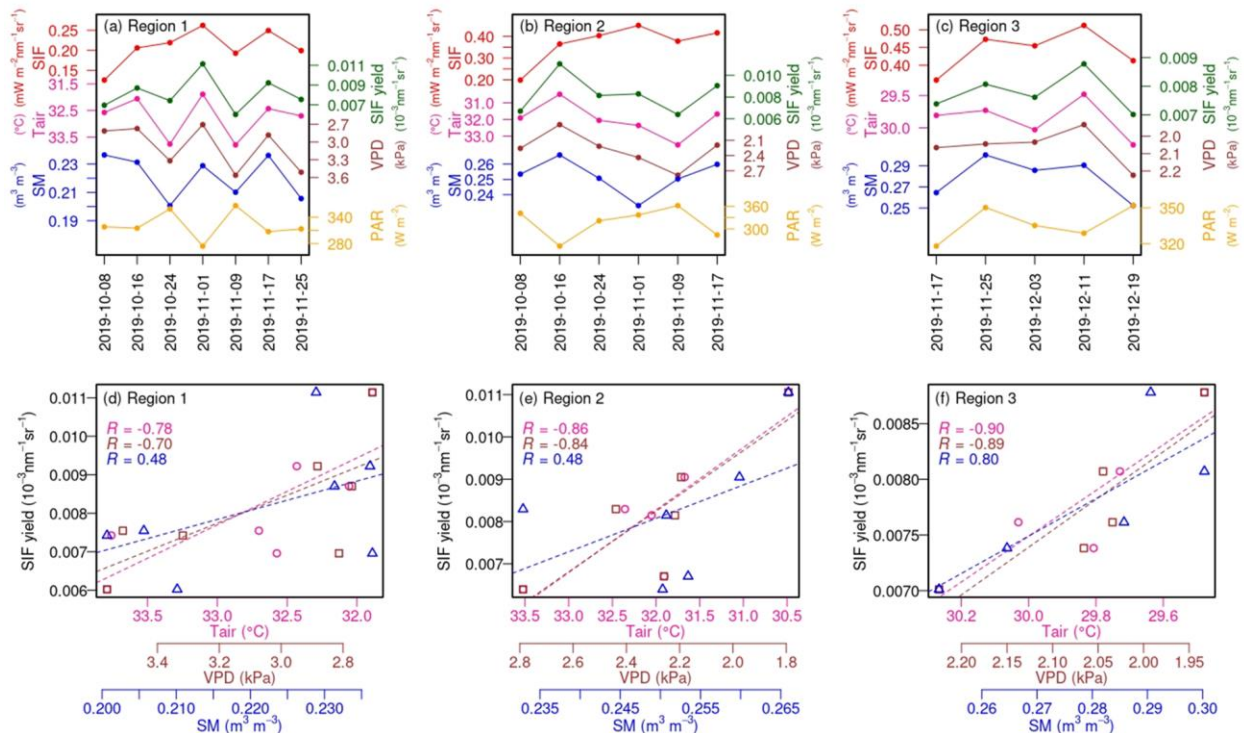 (a) Region 1
0.25
0.20
0.15
SIF
(mW m⁻²nm⁻¹sr⁻¹)
31.5
32.5
33.5
Tair
(°C)
0.23
0.21
0.19
SM
(m³ m⁻³)
0.011
0.009
0.007
SIF yield
(10⁻³nm⁻¹sr⁻¹)
2.7
3.0
3.3
3.6
VPD
(kPa)
340
280
PAR
(W m⁻²)
2019-10-08
2019-10-16
2019-10-24
2019-11-01
2019-11-09
2019-11-17
2019-11-25
(b) Region 2
0.40
0.30
0.20
SIF
(mW m⁻²nm⁻¹sr⁻¹)
31.0
32.0
33.0
Tair
(°C)
0.26
0.25
0.24
SM
(m³ m⁻³)
0.010
0.008
0.006
SIF yield
(10⁻³nm⁻¹sr⁻¹)
2.1
2.4
2.7
VPD
(kPa)
360
300
PAR
(W m⁻²)
2019-10-08
2019-10-16
2019-10-24
2019-11-01
2019-11-09
2019-11-17
(c) Region 3
0.50
0.45
0.40
SIF
(mW m⁻²nm⁻¹sr⁻¹)
29.5
30.0
Tair
(°C)
0.29
0.27
0.25
SM
(m³ m⁻³)
0.009
0.008
0.007
SIF yield
(10⁻³nm⁻¹sr⁻¹)
2.0
2.1
2.2
VPD
(kPa)
350
320
PAR
(W m⁻²)
2019-11-17
2019-11-25
2019-12-03
2019-12-11
2019-12-19
(d) Region 1
R = -0.78
R = -0.70
R = 0.48
0.011
0.010
0.009
0.008
0.007
0.006
SIF yield (10⁻³nm⁻¹sr⁻¹)
33.5 33.0 32.5 32.0
Tair (°C)
3.4 3.2 3.0 2.8
VPD (kPa)
0.200 0.210 0.220 0.230
SM (m³ m⁻³)
(e) Region 2
R = -0.86
R = -0.84
R = 0.48
0.011
0.010
0.009
0.008
0.007
SIF yield (10⁻³nm⁻¹sr⁻¹)
33.5 33.0 32.5 32.0 31.5 31.0 30.5
Tair (°C)
2.8 2.6 2.4 2.2 2.0 1.8
VPD (kPa)
0.235 0.245 0.255 0.265
SM (m³ m⁻³)
(f) Region 3
R = -0.90
R = -0.89
R = 0.80
0.0085
0.0080
0.0075
0.0070
SIF yield (10⁻³nm⁻¹sr⁻¹)
30.2 30.0 29.8 29.6
Tair (°C)
2.20 2.15 2.10 2.05 2.00 1.95
VPD (kPa)
0.26 0.27 0.28 0.29 0.30
SM (m³ m⁻³)